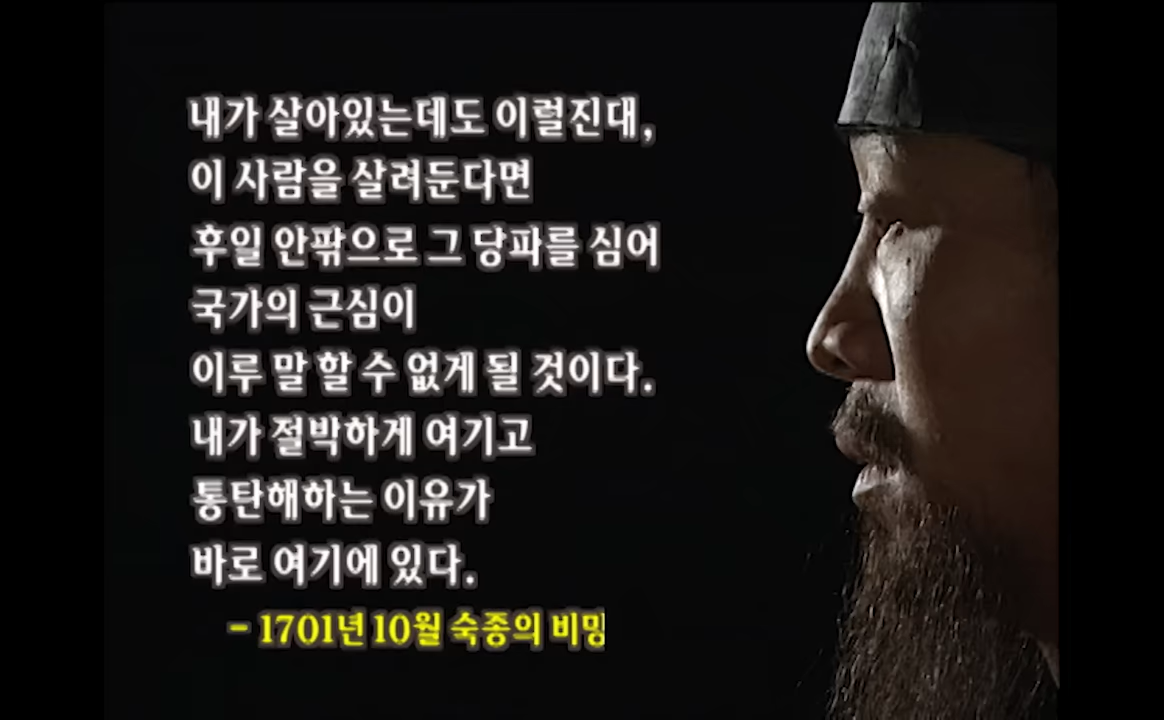 내가 살아있는데도 이럴진대,
이 사람을 살려둔다면
후일 안팎으로 그 당파를 심어
국가의 근심이
이루 말 할 수 없게 될 것이다.
내가 절박하게 여기고
통탄해하는 이유가
바로 여기에 있다.
- 1701년 10월 숙종의